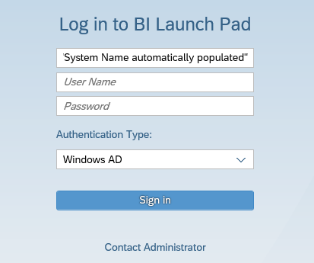 Log in to BI Launch Pad
"System Name automatically populated"
User Name
Password
Authentication Type:
Windows AD
Sign in
Contact Administrator